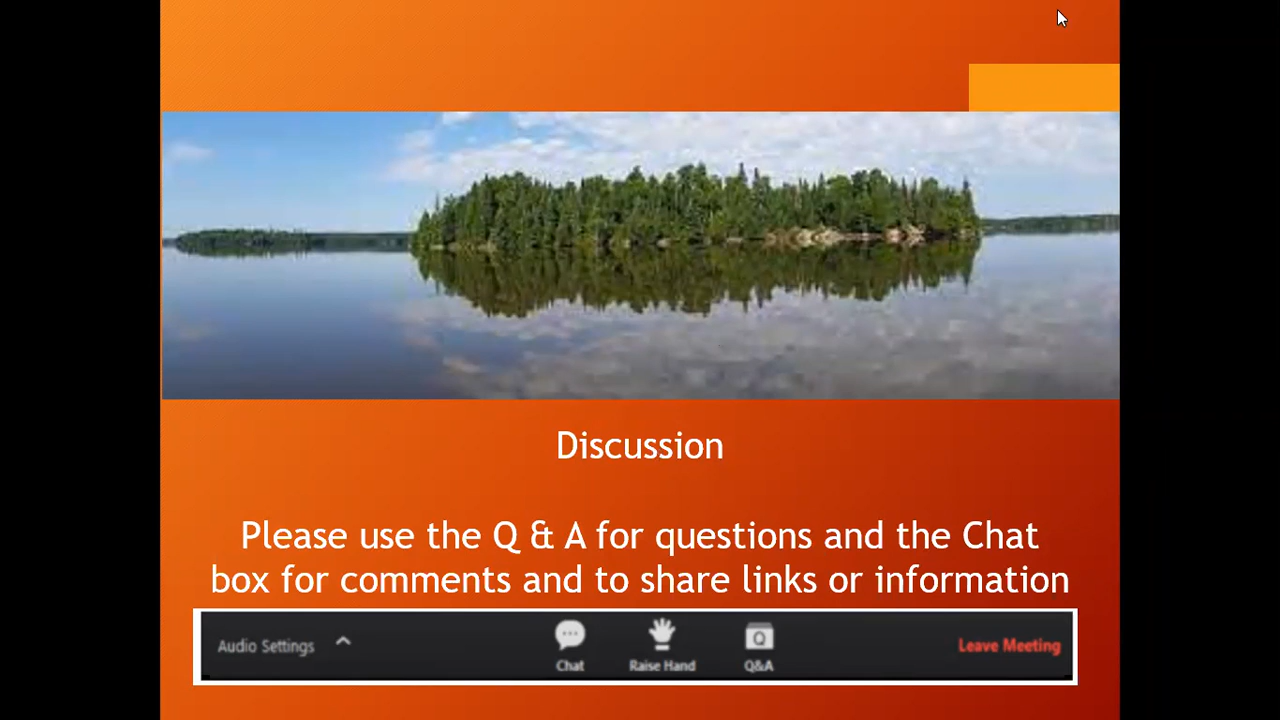 Discussion
Please use the Q & A for questions and the Chat
box for comments and to share links or information
Audio Settings
Chat
Raise Hand
Q
Q&A
Leave Meeting